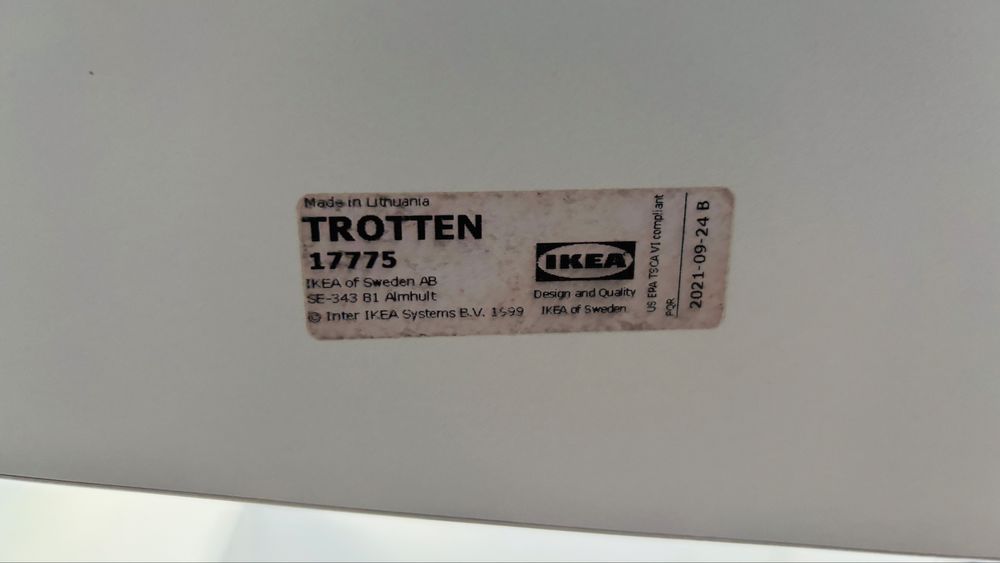 Made in Lithuania
TROTTEN
17775
IKEA of Sweden AB
SE-343 81 Älmhult
© Inter IKEA Systems B.V. 1999
IKEA
Design and Quality
IKEA of Sweden
US EPA TSCA VI compliant
PQR
2021-09-24 B